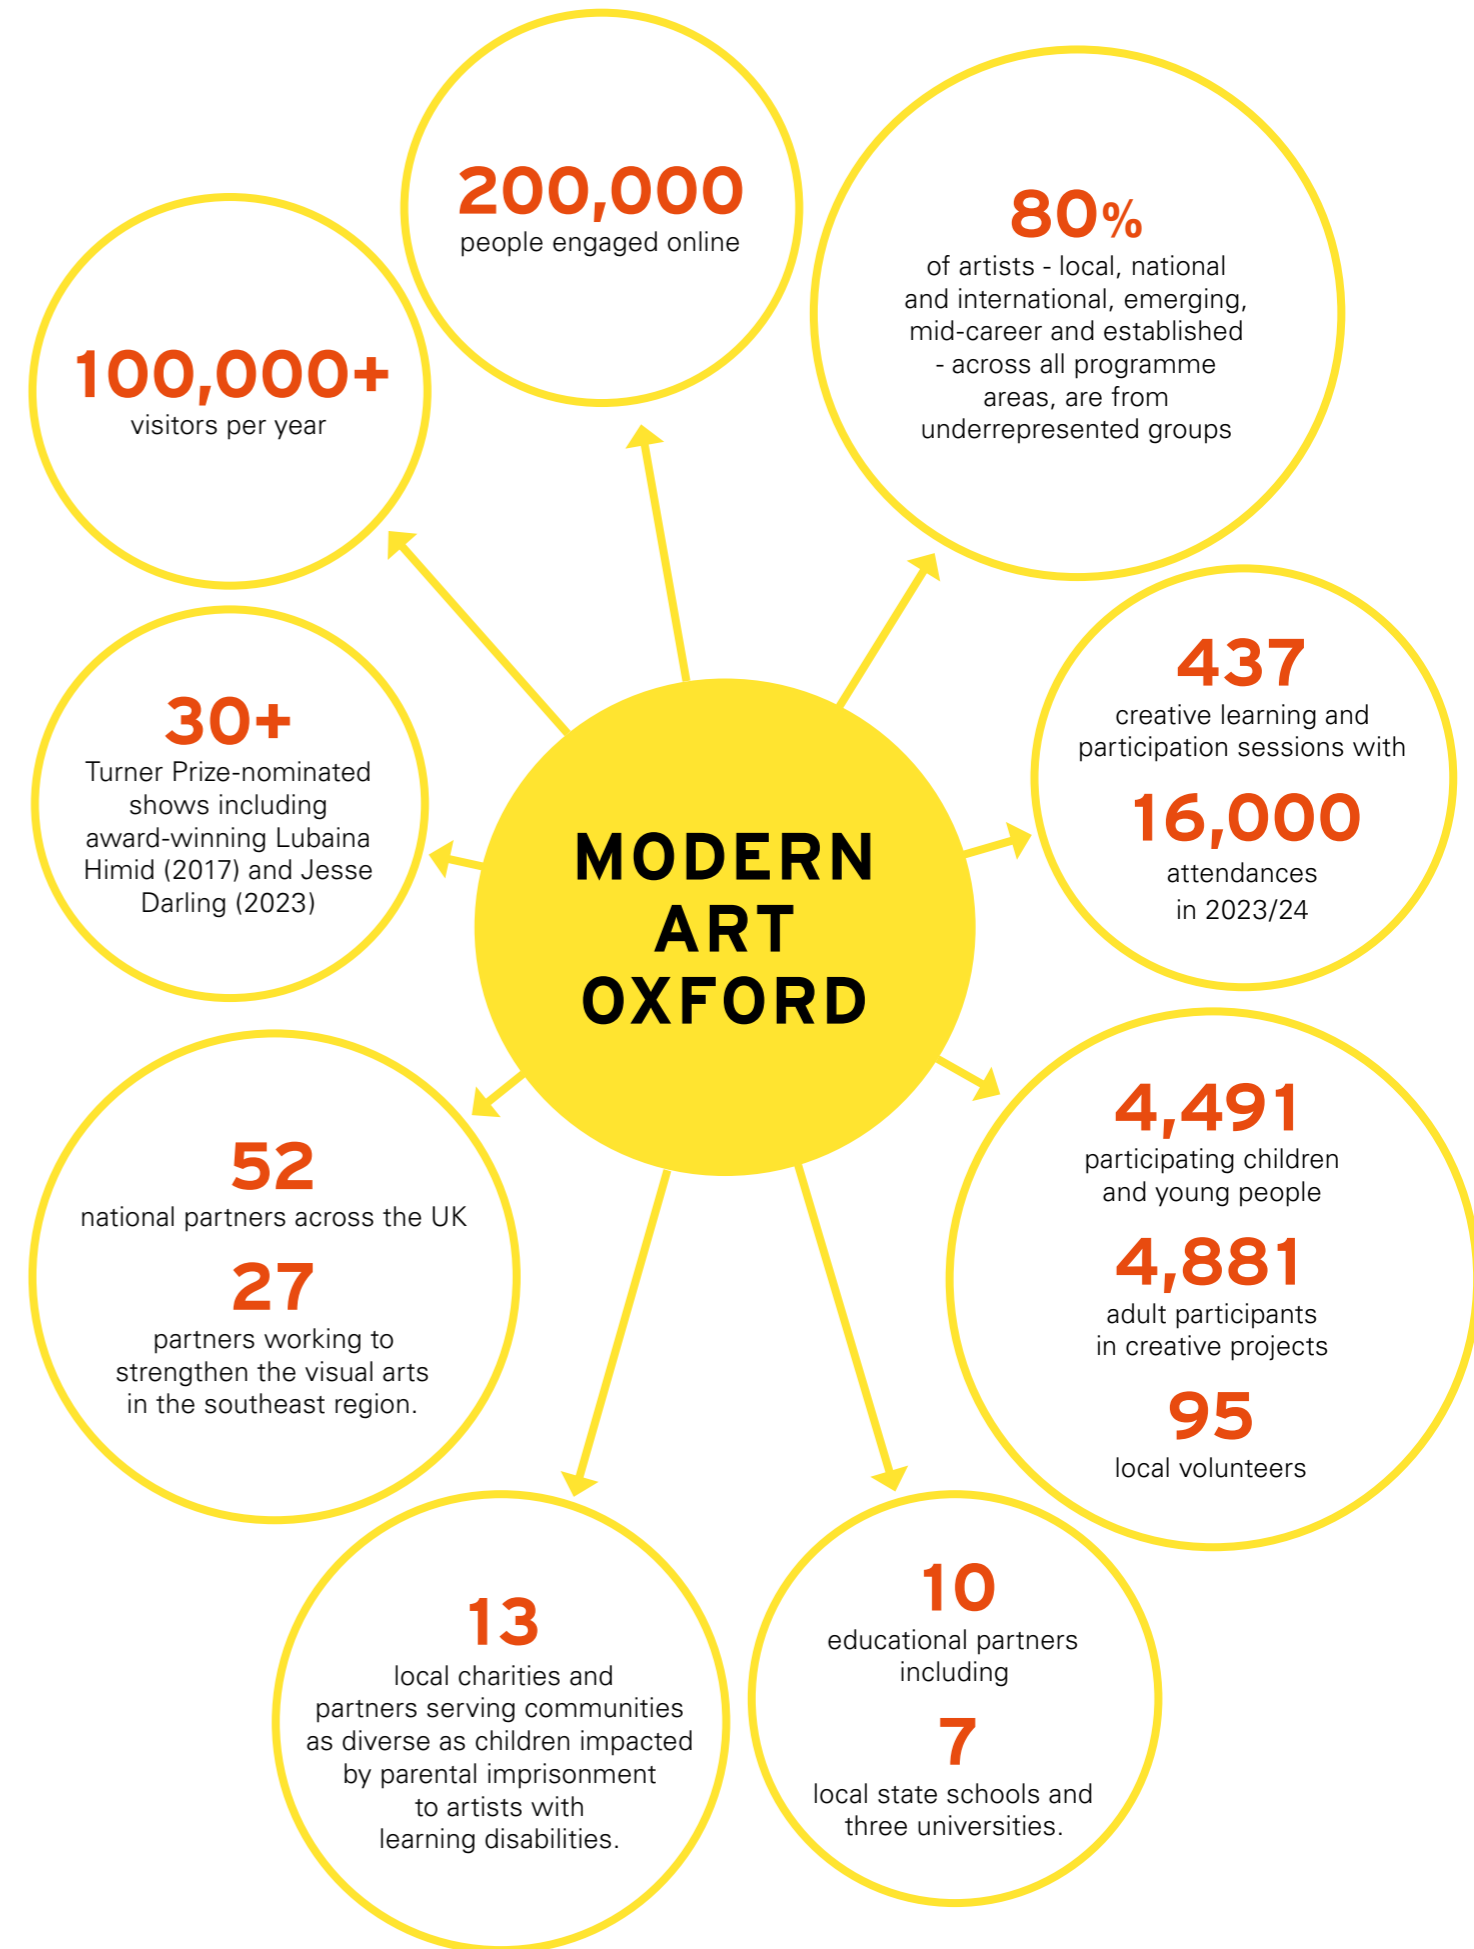 200,000
people engaged online
80%
of artists - local, national
and international, emerging,
mid-career and established
- across all programme
areas, are from
underrepresented groups
100,000+
visitors per year
437
creative learning and
participation sessions with
16,000
attendances
in 2023/24
30+
Turner Prize-nominated
shows including
award-winning Lubaina
Himid (2017) and Jesse
Darling (2023)
MODERN
ART
OXFORD
4,491
participating children
and young people
4,881
adult participants
in creative projects
95
local volunteers
52
national partners across the UK
27
partners working to
strengthen the visual arts
in the southeast region.
13
local charities and
partners serving communities
as diverse as children impacted
by parental imprisonment
to artists with
learning disabilities.
10
educational partners
including
7
local state schools and
three universities.